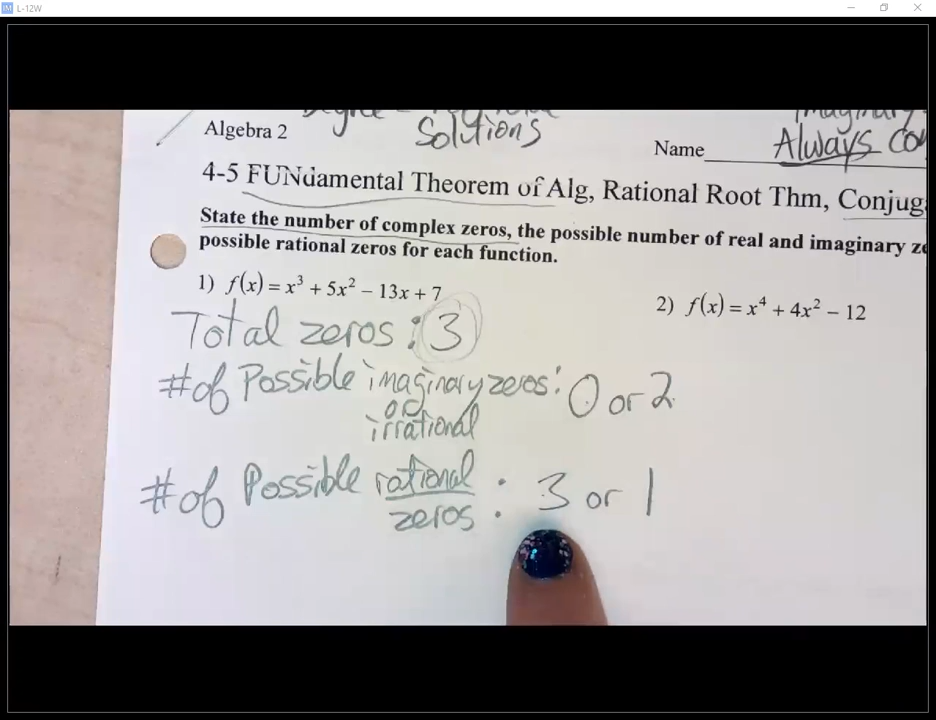 L-12W
Solutions
Algebra 2
Name
Always
4-5 FUNdamental Theorem of Alg, Rational Root Thm, Conjug
State the number of complex zeros, the possible number of real and imaginary ze
possible rational zeros for each function.
1) f(x) = x³ + 5x² – 13x + 7
2) f(x) = x⁴ + 4x² – 12
Total zeros : 3
# of Possible imaginary zeros: 0 or 2
or
irrational
# of Possible rational : 3 or 1
zeros